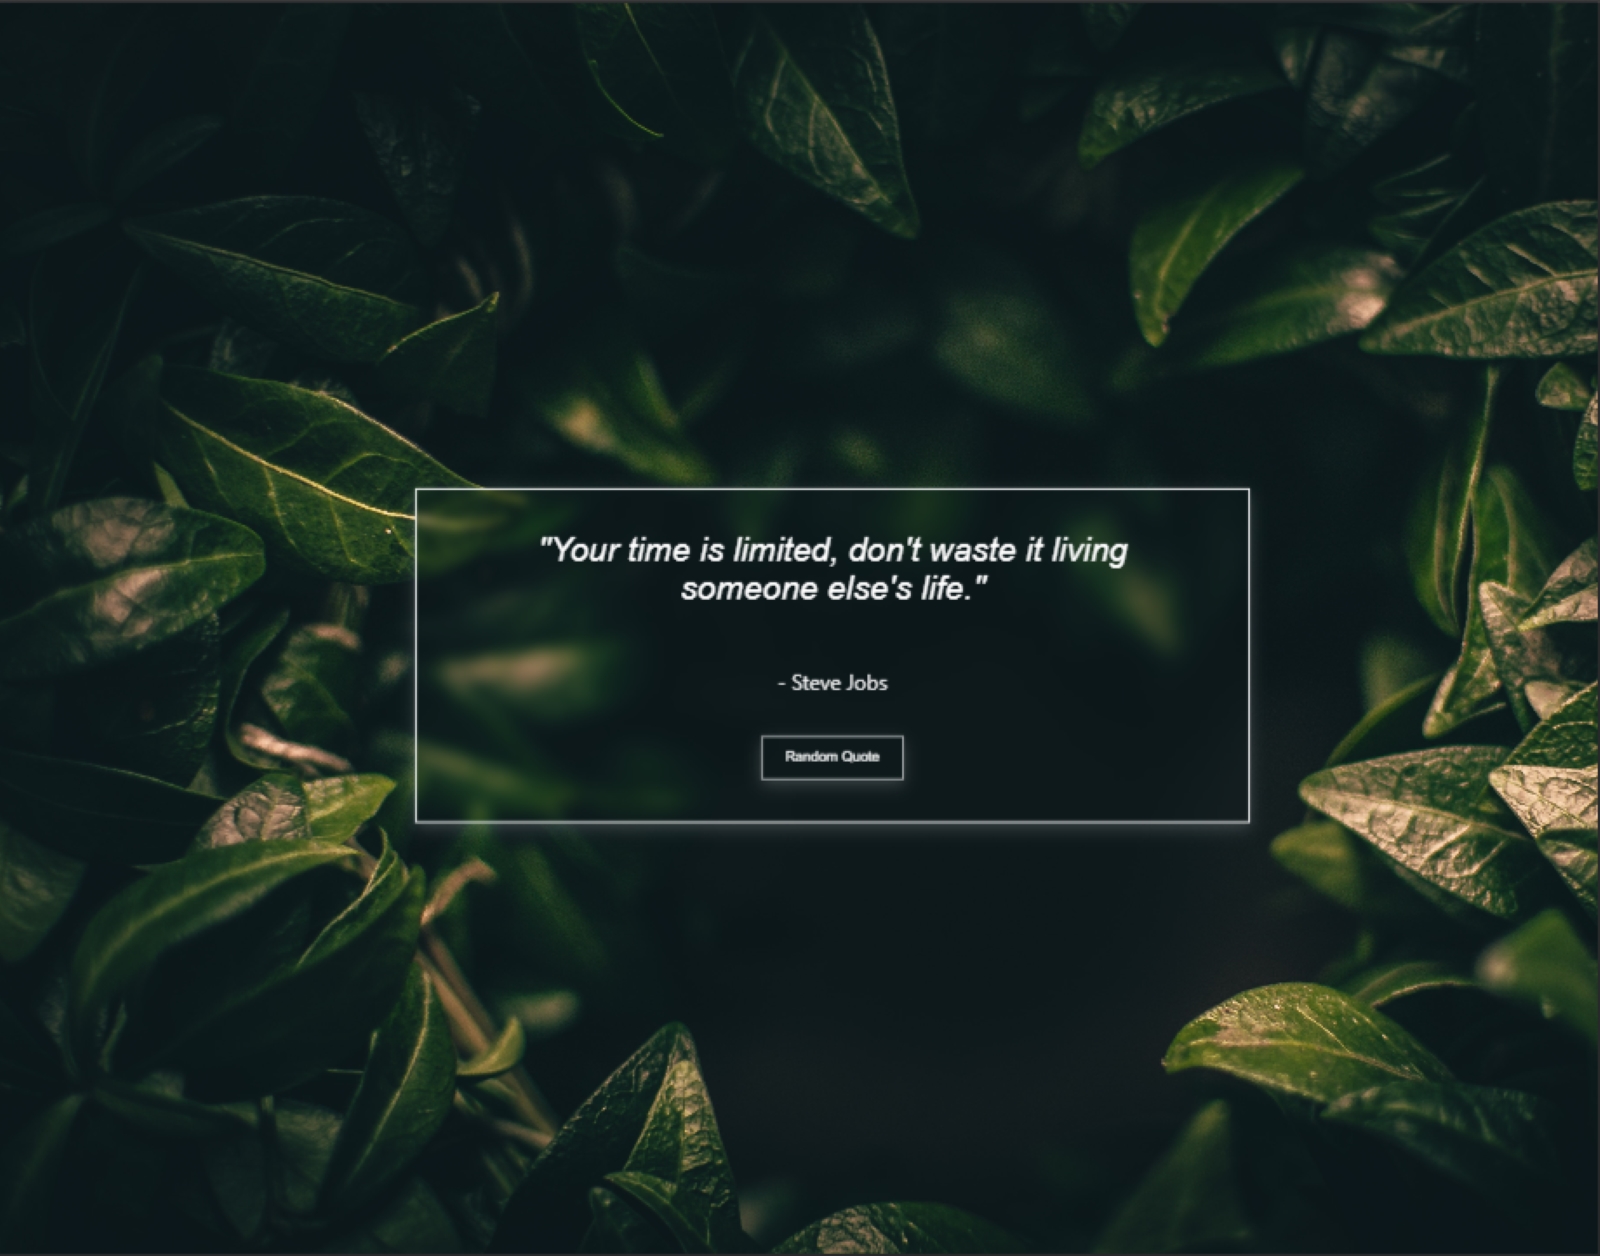 "Your time is limited, don't waste it living
someone else's life."
- Steve Jobs
Random Quote